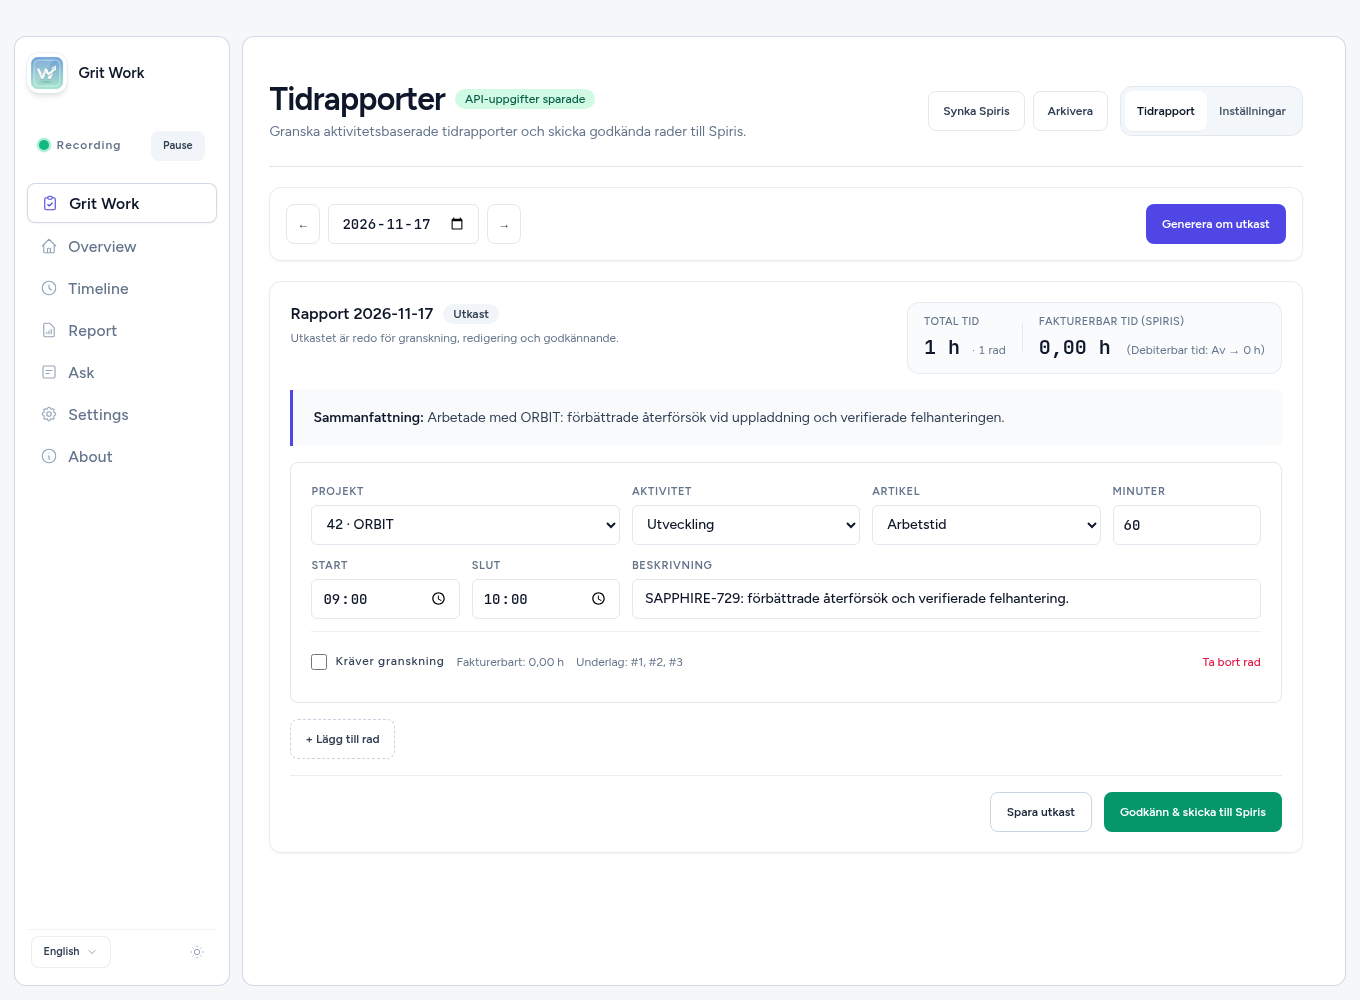 Grit Work
Recording
Pause
Grit Work
Overview
Timeline
Report
Ask
Settings
About
English
Tidrapporter
API-uppgifter sparade
Granska aktivitetsbaserade tidrapporter och skicka godkända rader till Spiris.
Synka Spiris
Arkivera
Tidrapport
Inställningar
←
2026-11-17
→
Generera om utkast
Rapport 2026-11-17
Utkast
Utkastet är redo för granskning, redigering och godkännande.
TOTAL TID
1 h · 1 rad
FAKTURERBAR TID (SPIRIS)
0,00 h (Debiterbar tid: Av → 0 h)
Sammanfattning: Arbetade med ORBIT: förbättrade återförsök vid uppladdning och verifierade felhanteringen.
PROJEKT
42 · ORBIT
AKTIVITET
Utveckling
ARTIKEL
Arbetstid
MINUTER
60
START
09:00
SLUT
10:00
BESKRIVNING
SAPPHIRE-729: förbättrade återförsök och verifierade felhantering.
Kräver granskning
Fakturerbart: 0,00 h
Underlag: #1, #2, #3
Ta bort rad
+ Lägg till rad
Spara utkast
Godkänn & skicka till Spiris